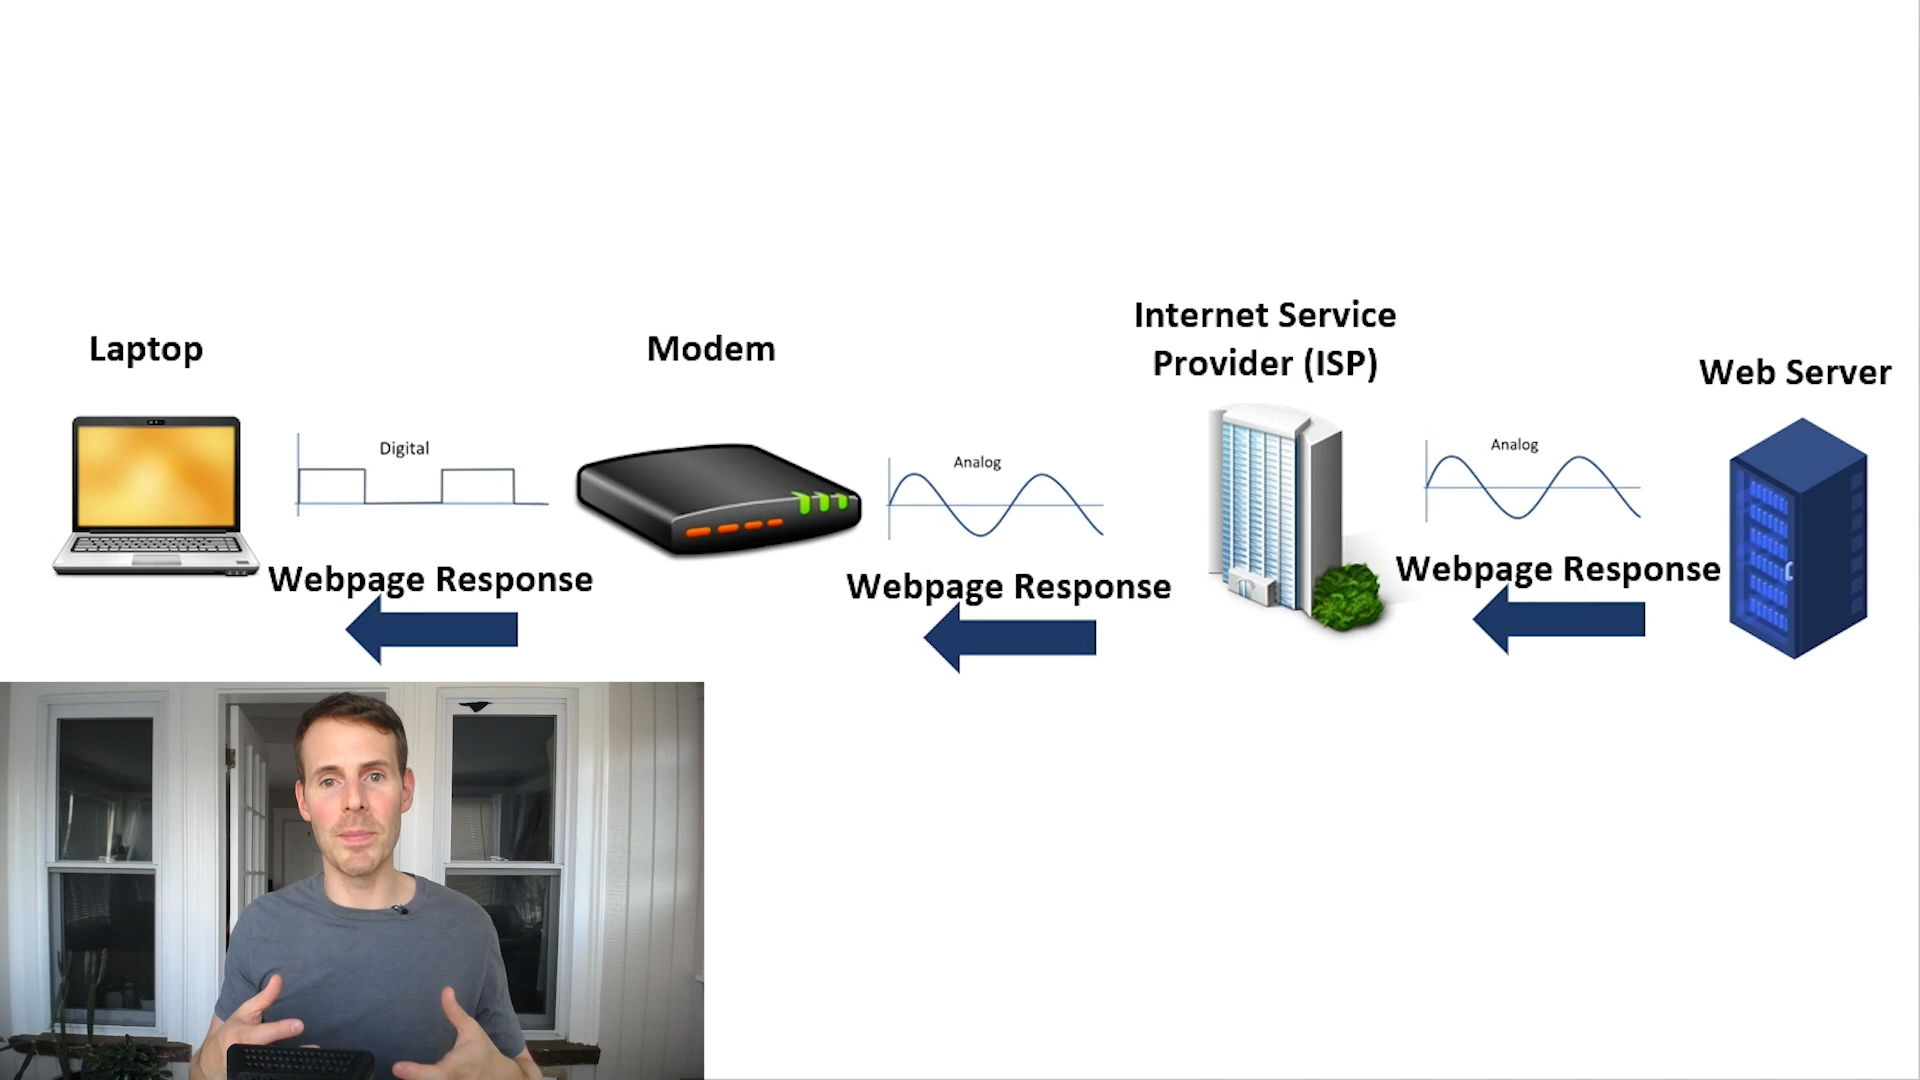 Internet Service
Provider (ISP)
Laptop
Modem
Web Server
Digital
Analog
Analog
Webpage Response
Webpage Response
Webpage Response